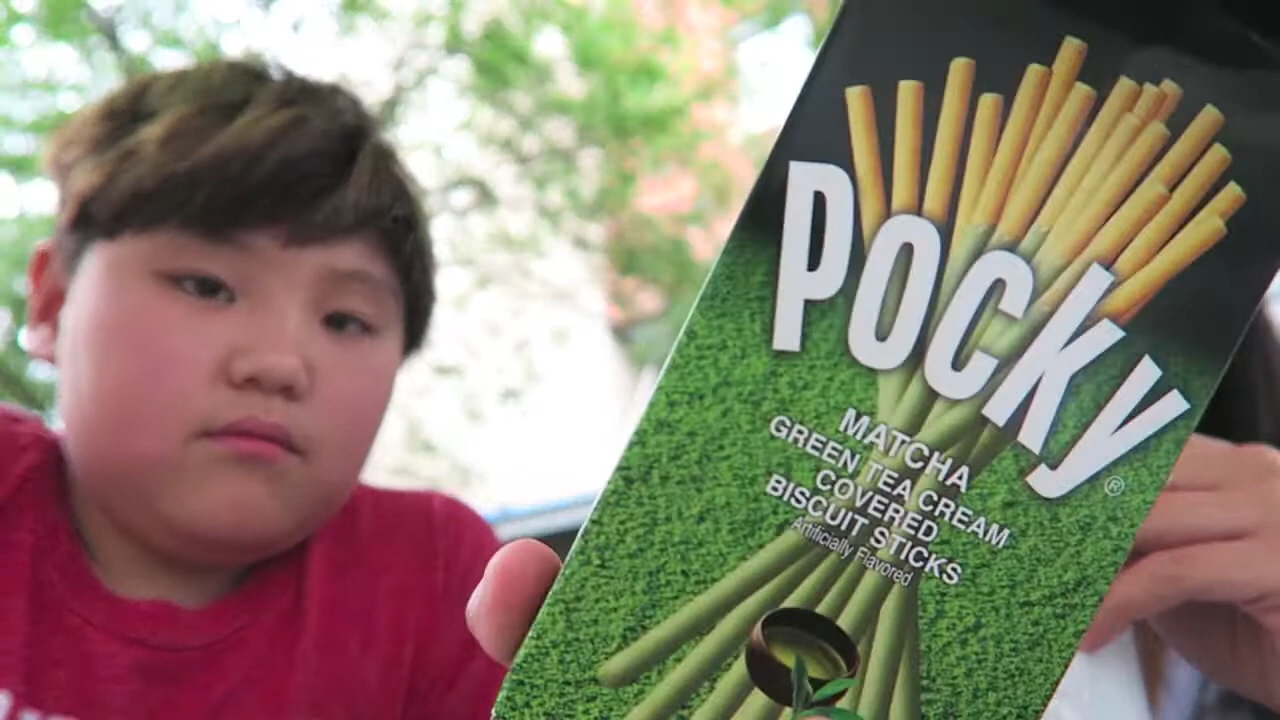 POCKY®
MATCHA
GREEN TEA CREAM
COVERED
BISCUIT STICKS
Artificially Flavored